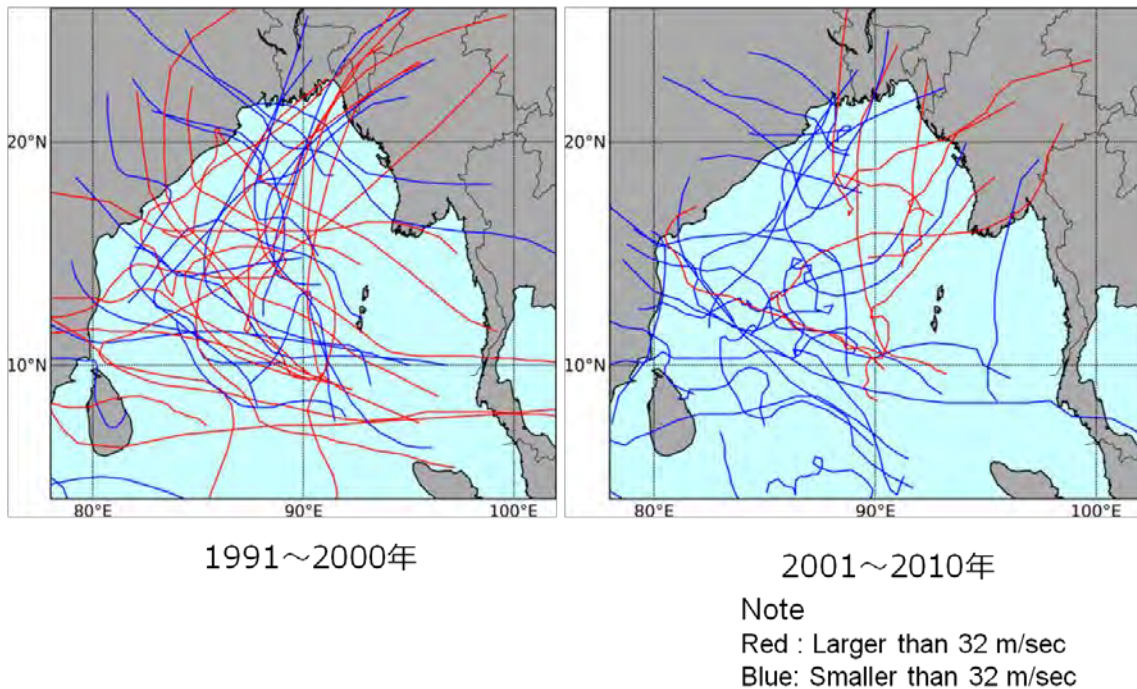 20°N
10°N
80°E 90°E 100°E
1991～2000年
20°N
10°N
80°E 90°E 100°E
2001～2010年
Note
Red : Larger than 32 m/sec
Blue: Smaller than 32 m/sec